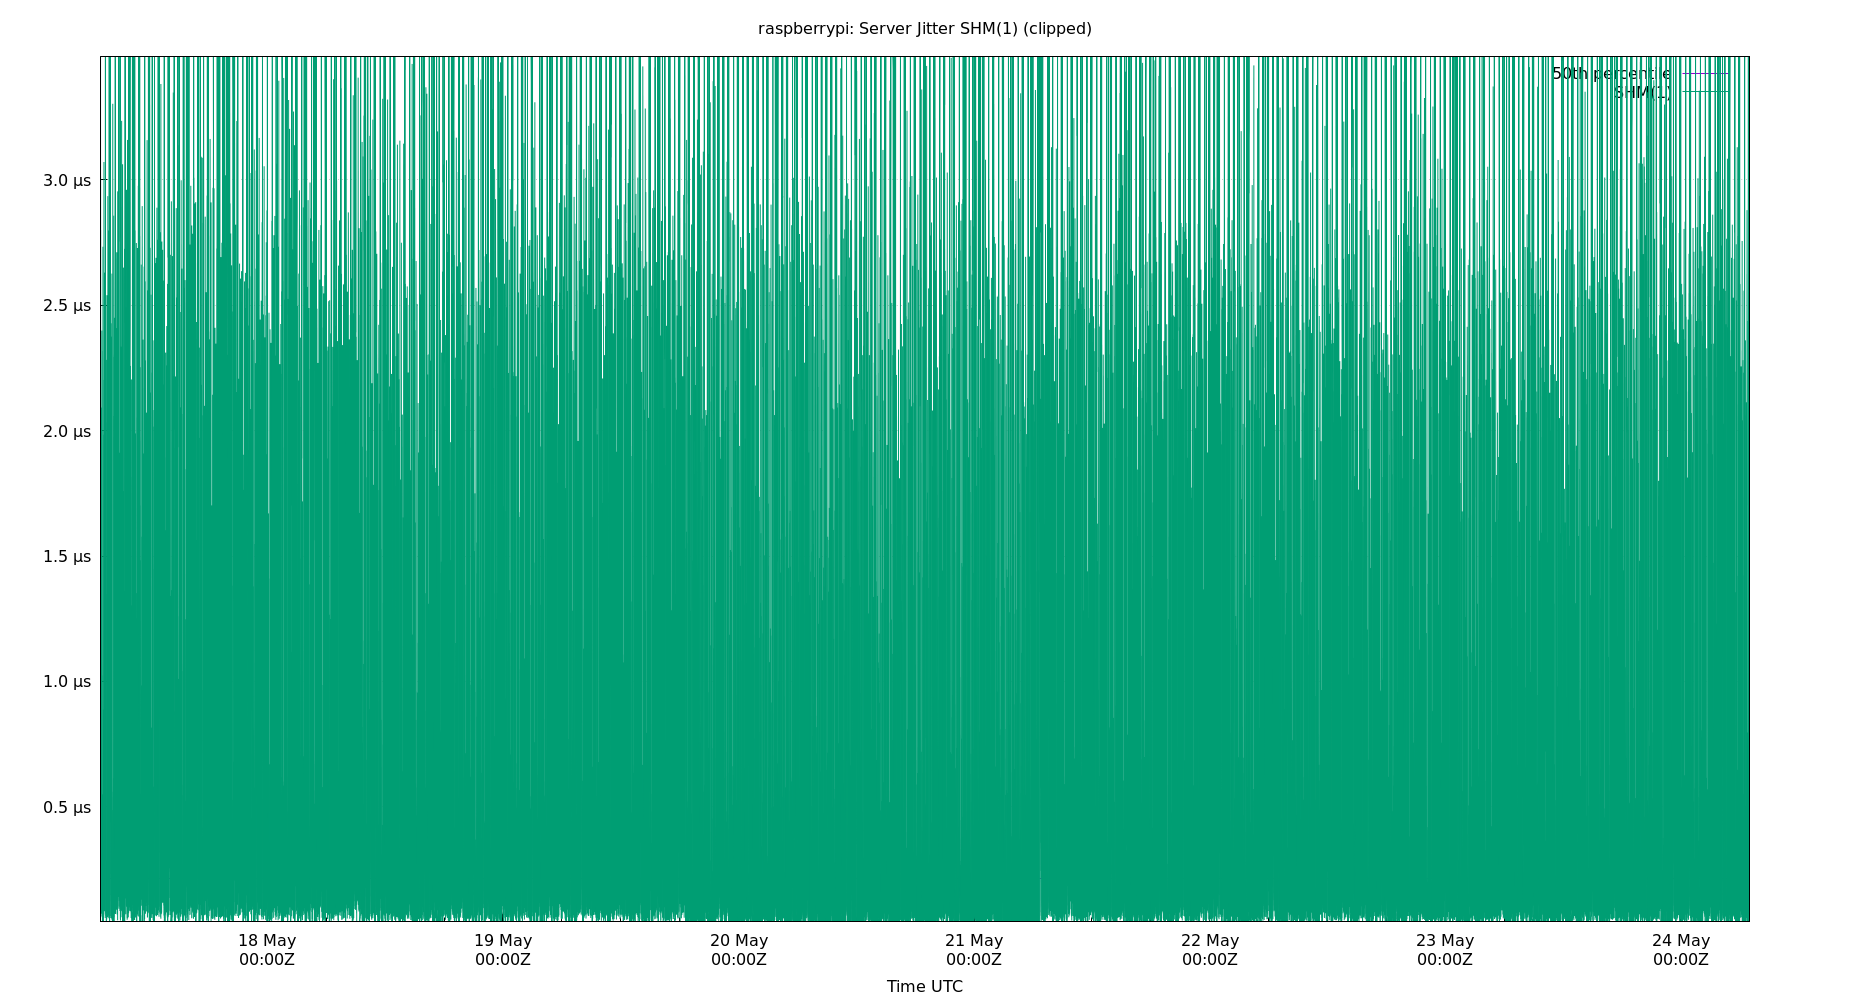 raspberrypi: Server Jitter SHM(1) (clipped)
50th percentile
SHM(1)
3.0 µs
2.5 µs
2.0 µs
1.5 µs
1.0 µs
0.5 µs
18 May 19 May 20 May 21 May 22 May 23 May 24 May
00:00Z 00:00Z 00:00Z 00:00Z 00:00Z 00:00Z 00:00Z
Time UTC